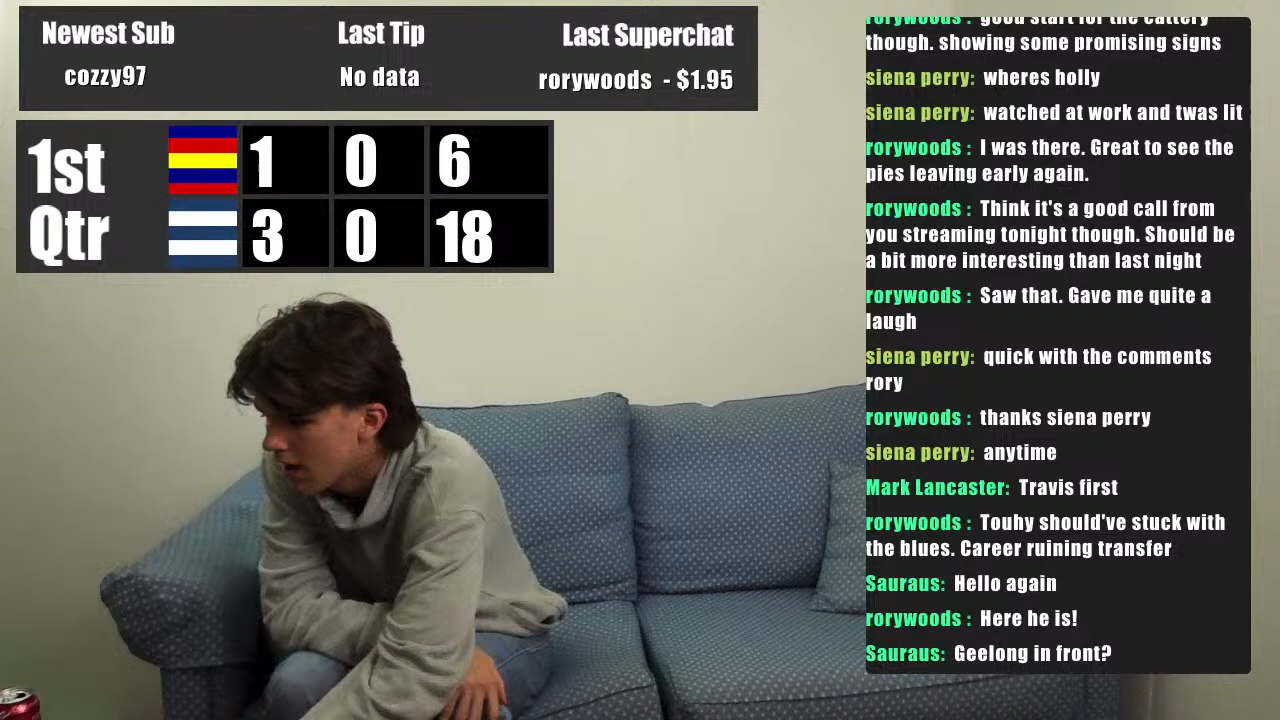 Newest Sub
Last Tip
Last Superchat
cozzy97
No data
rorywoods - $1.95
1st
Qtr
1 0 6
3 0 18
rorywoods : good start for the cattery
though. showing some promising signs
siena perry: wheres holly
siena perry: watched at work and twas lit
rorywoods : I was there. Great to see the
pies leaving early again.
rorywoods : Think it's a good call from
you streaming tonight though. Should be
a bit more interesting than last night
rorywoods : Saw that. Gave me quite a
laugh
siena perry: quick with the comments
rory
rorywoods : thanks siena perry
siena perry: anytime
Mark Lancaster: Travis first
rorywoods : Touhy should've stuck with
the blues. Career ruining transfer
Sauraus: Hello again
rorywoods : Here he is!
Sauraus: Geelong in front?